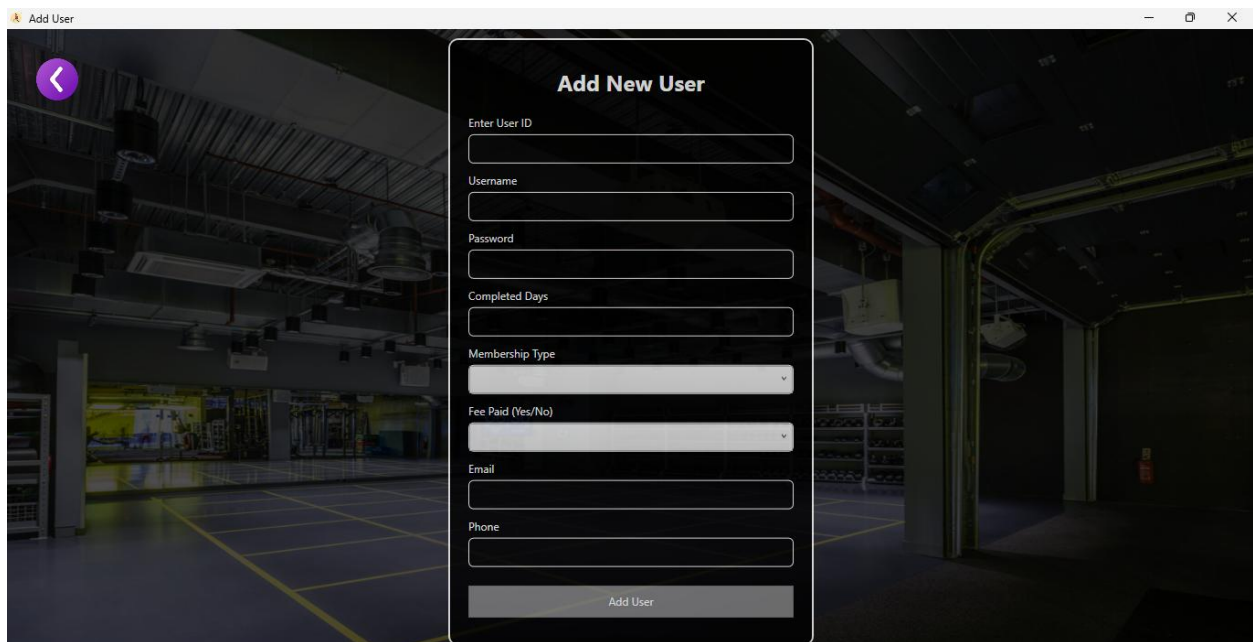 Add User
Add New User
Enter User ID
Username
Password
Completed Days
Membership Type
Fee Paid (Yes/No)
Email
Phone
Add User